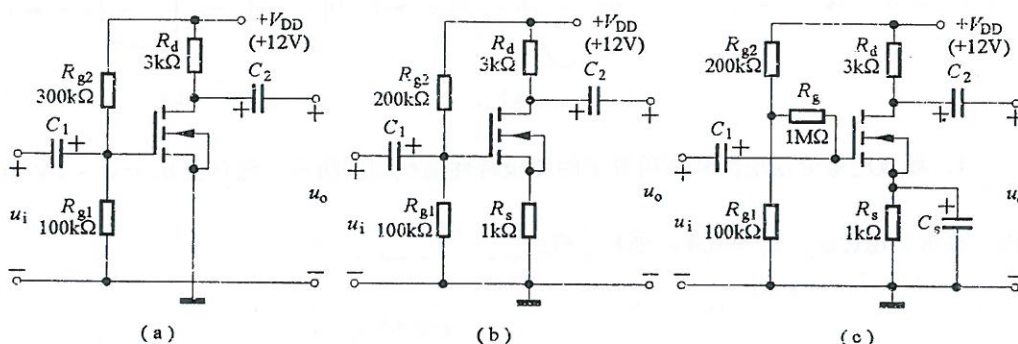 +V_DD
(+12V)
R_d
3kΩ
C_2
R_g2
300kΩ
C_1
+
+
+
+
u_i
u_o
R_g1
100kΩ
−
−
(a)
+V_DD
(+12V)
R_d
3kΩ
C_2
R_g2
200kΩ
C_1
+
+
+
+
u_i
u_o
R_g1
100kΩ
R_s
1kΩ
−
−
(b)
+V_DD
(+12V)
R_g2
200kΩ
R_d
3kΩ
C_2
R_g
1MΩ
C_1
+
+
+
+
u_i
R_g1
100kΩ
R_s
1kΩ
+
C_s
−
−
(c)